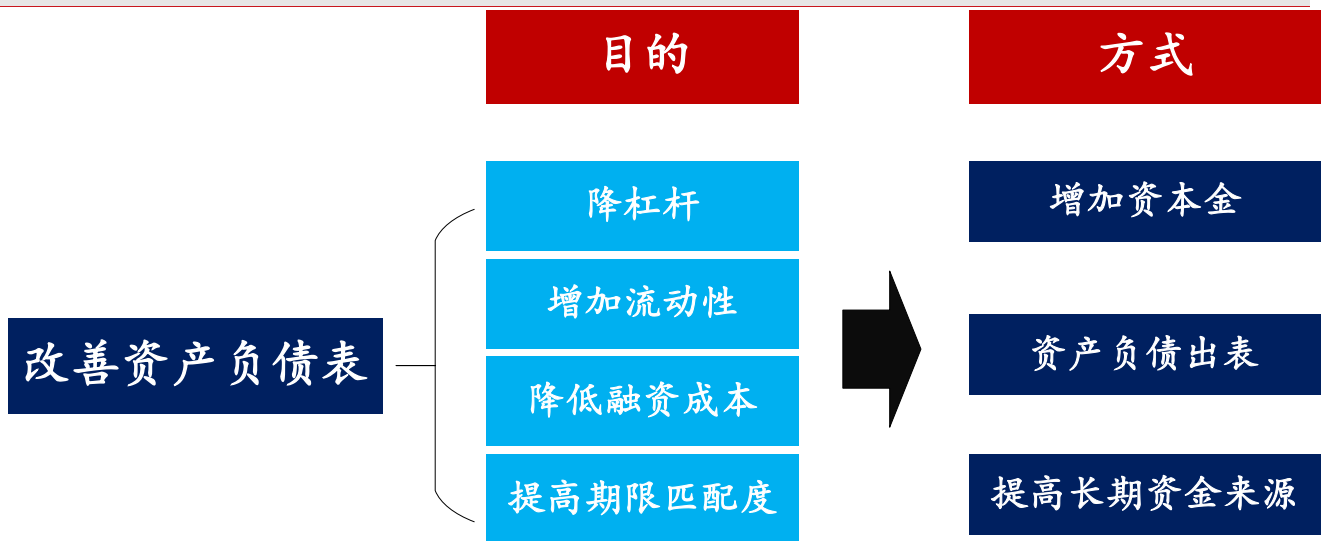 目的
方式
改善资产负债表
降杠杆
增加流动性
降低融资成本
提高期限匹配度
增加资本金
资产负债出表
提高长期资金来源